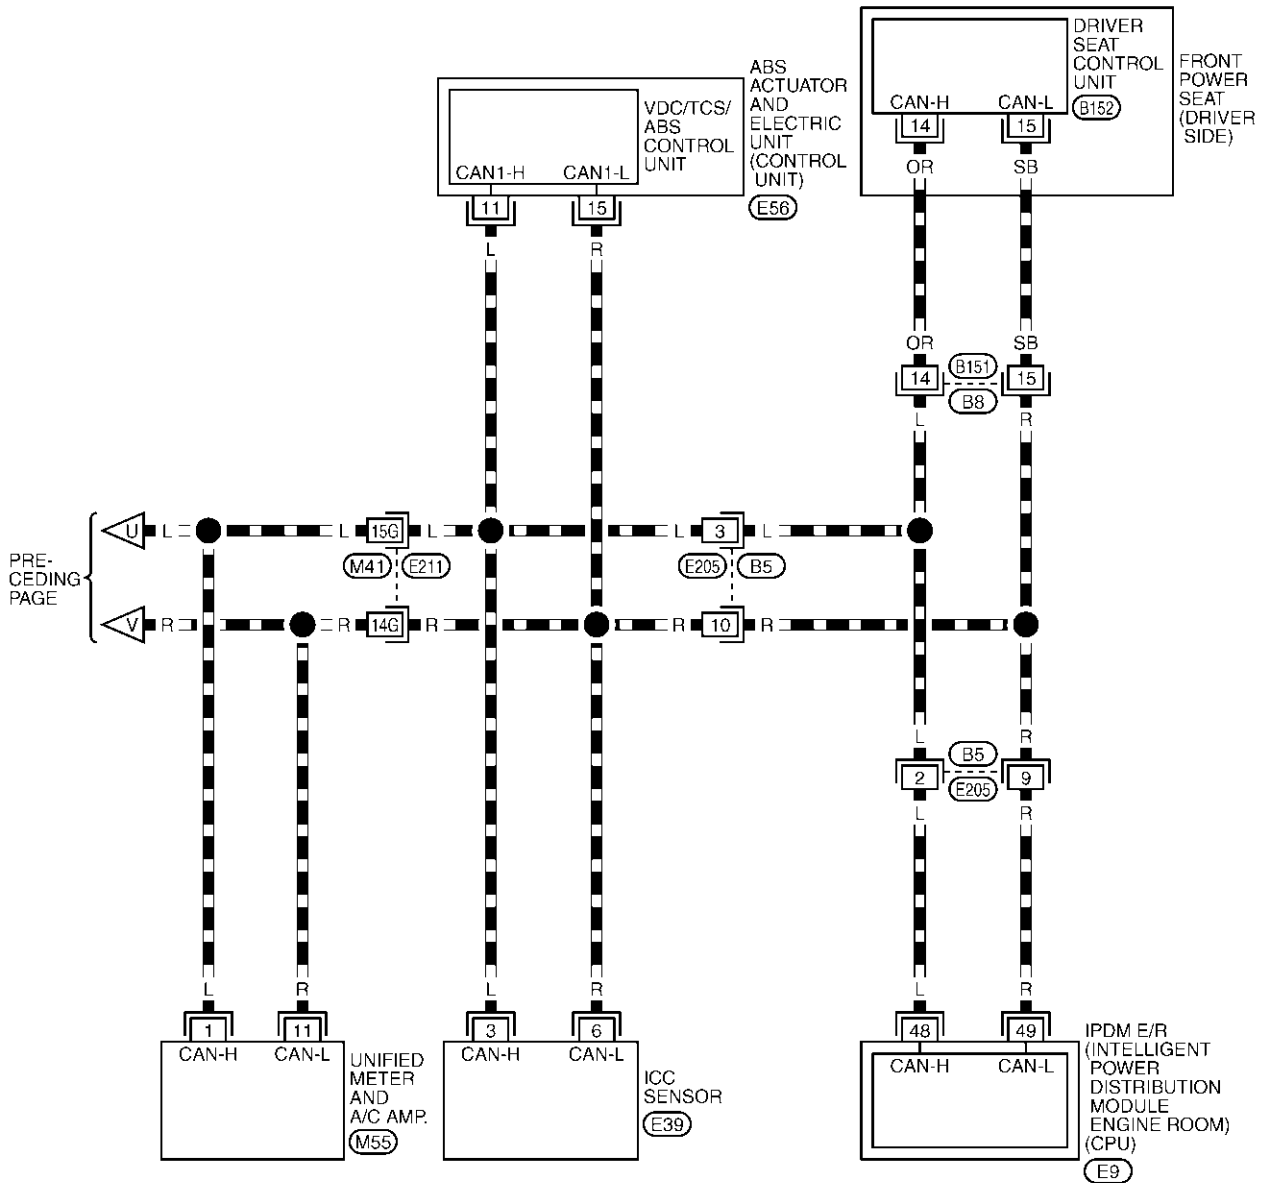 DRIVER
SEAT
CONTROL
UNIT
B152
FRONT
POWER
SEAT
(DRIVER
SIDE)
CAN-H
CAN-L
14
15
OR
SB
ABS
ACTUATOR
AND
ELECTRIC
UNIT
(CONTROL
UNIT)
E56
VDC/TCS/
ABS
CONTROL
UNIT
CAN1-H
CAN1-L
11
15
L
R
OR
SB
14
B151
15
B8
L
R
PRE-
CEDING
PAGE
U
L
L
15G
L
L
3
L
M41
E211
E205
B5
V
R
R
14G
R
R
10
R
L
R
2
B5
9
E205
L
R
L
R
L
R
L
R
1
11
3
6
48
49
CAN-H
CAN-L
UNIFIED
METER
AND
A/C AMP.
M55
CAN-H
CAN-L
ICC
SENSOR
E39
CAN-H
CAN-L
IPDM E/R
(INTELLIGENT
POWER
DISTRIBUTION
MODULE
ENGINE ROOM)
(CPU)
E9